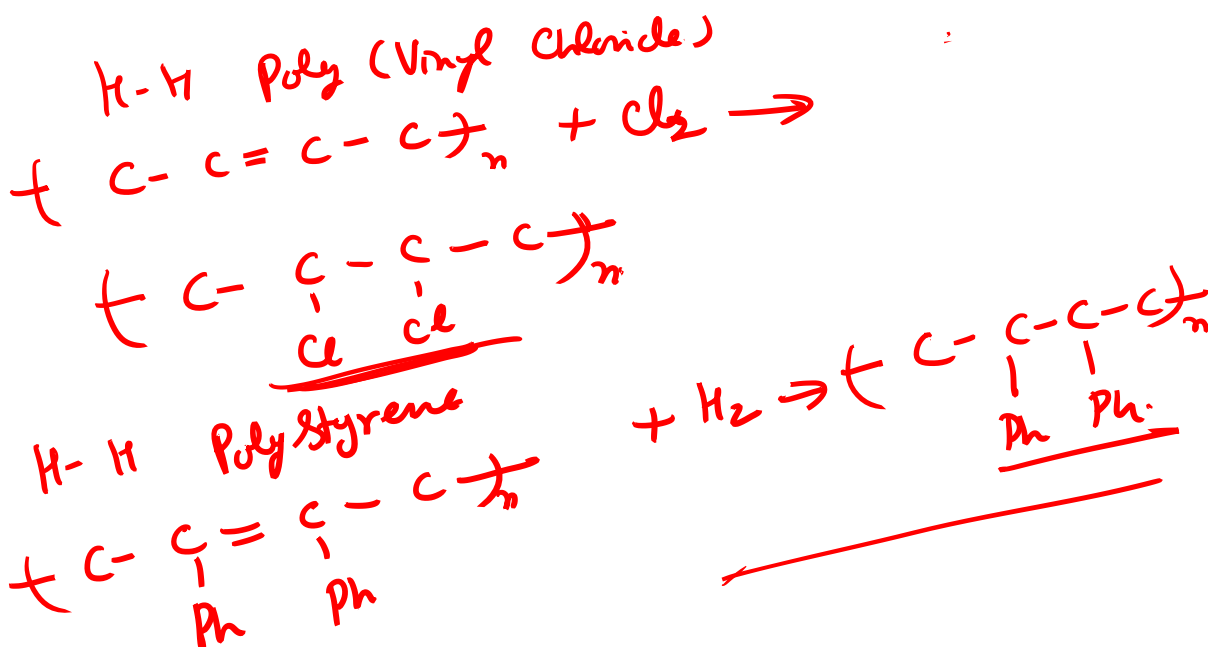 H-H Poly (Vinyl Chloride)
( C - C = C - C )n + Cl2 →
( C - C - C - C )n
Cl Cl
H-H Polystyrene
( C - C = C - C )n + H2 → ( C - C - C - C )n
Ph Ph Ph Ph.